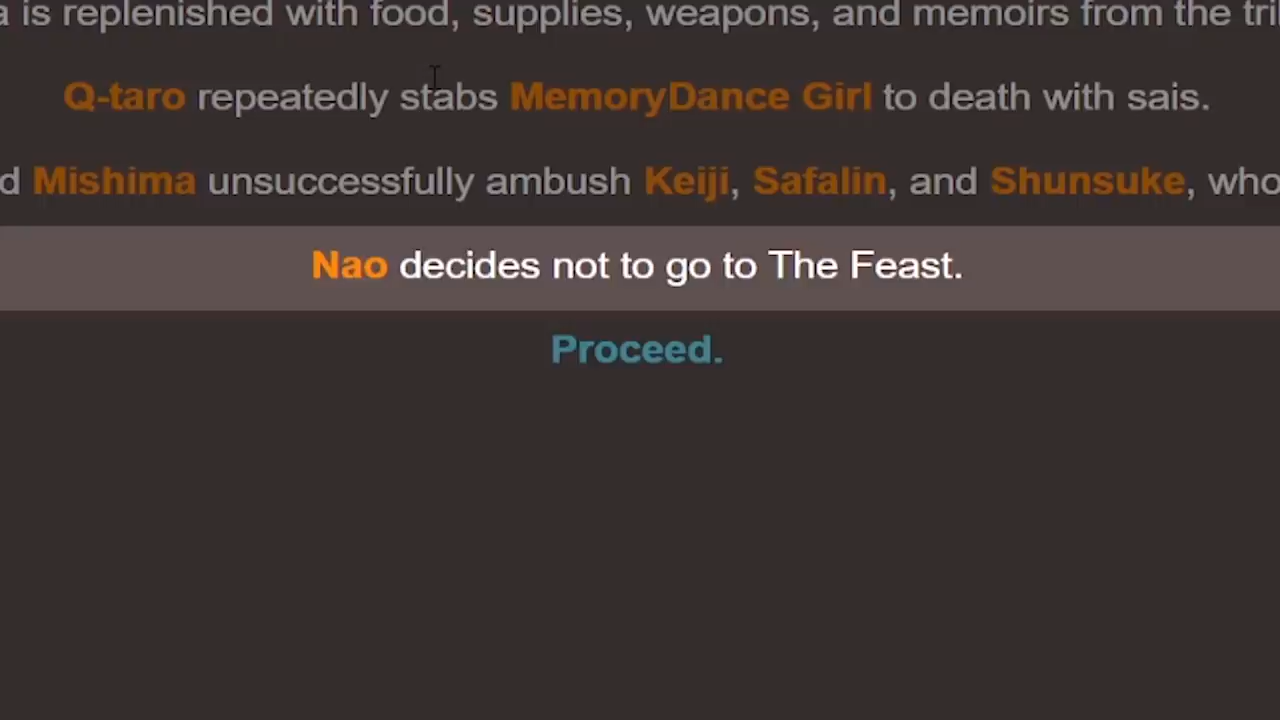 a is replenished with food, supplies, weapons, and memoirs from the tri
Q-taro repeatedly stabs MemoryDance Girl to death with sais.
d Mishima unsuccessfully ambush Keiji, Safalin, and Shunsuke, who
Nao decides not to go to The Feast.
Proceed.